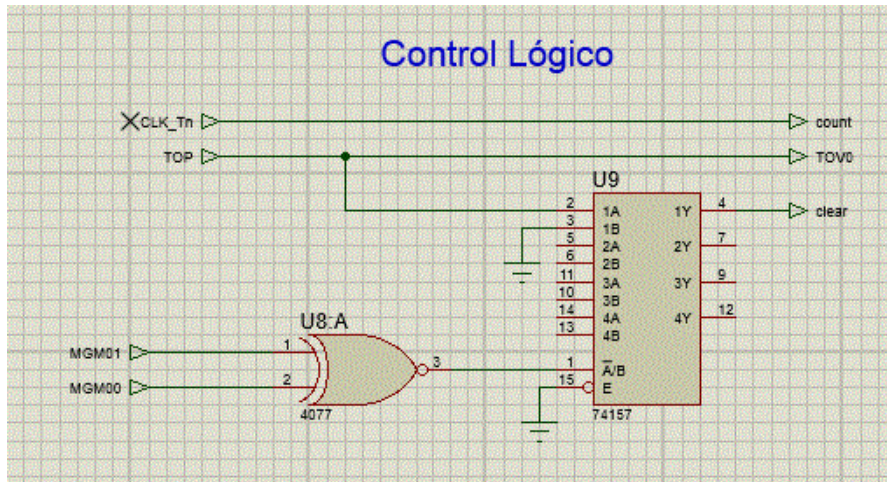 Control Lógico
CLK_Tn
count
TOP
TOV0
U9
2 1A 1Y 4
clear
3 1B
5 2A 2Y 7
6 2B
11 3A 3Y 9
10 3B
14 4A 4Y 12
13 4B
U8:A
MGM01
1
3
1 A/B
MGM00
2
15 E
4077
74157